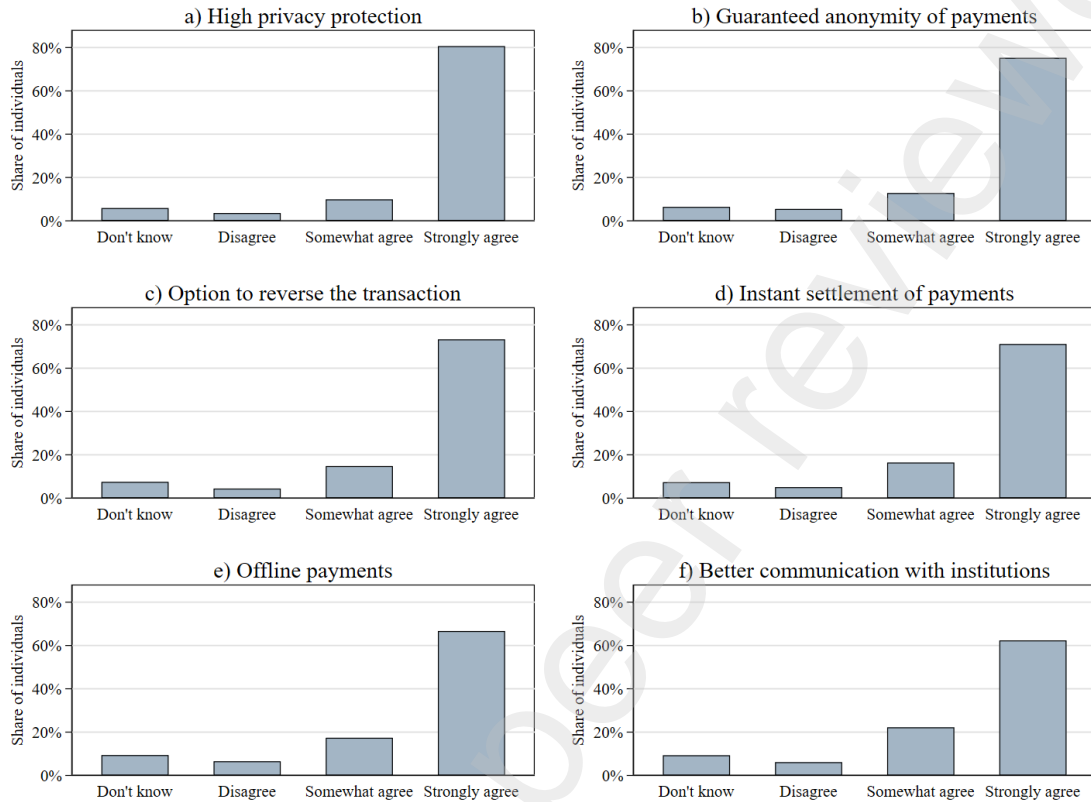 a) High privacy protection
Share of individuals
80%
60%
40%
20%
0%
Don't know Disagree Somewhat agree Strongly agree
b) Guaranteed anonymity of payments
Share of individuals
80%
60%
40%
20%
0%
Don't know Disagree Somewhat agree Strongly agree
c) Option to reverse the transaction
Share of individuals
80%
60%
40%
20%
0%
Don't know Disagree Somewhat agree Strongly agree
d) Instant settlement of payments
Share of individuals
80%
60%
40%
20%
0%
Don't know Disagree Somewhat agree Strongly agree
e) Offline payments
Share of individuals
80%
60%
40%
20%
0%
Don't know Disagree Somewhat agree Strongly agree
f) Better communication with institutions
Share of individuals
80%
60%
40%
20%
0%
Don't know Disagree Somewhat agree Strongly agree
peer review